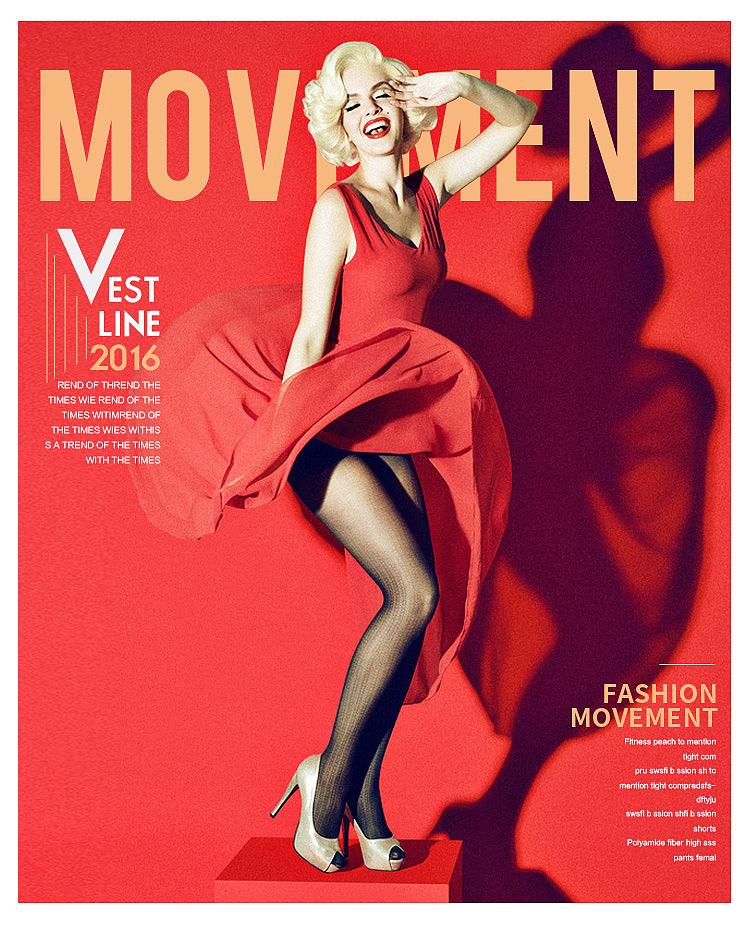 MOVEMENT
VEST
LINE
2016
REND OF THREND THE
TIMES WIE REND OF THE
TIMES WITIMREND OF
THE TIMES WIES WITHIS
S A TREND OF THE TIMES
WITH THE TIMES
FASHION
MOVEMENT
Fitness peach to mention
tight com
pru swsfi b ssion sh to
mention tight compredsfs–
dftyju
swsfi b ssion shfi b ssion
shorts
Polyamide fiber high sss
pants femal